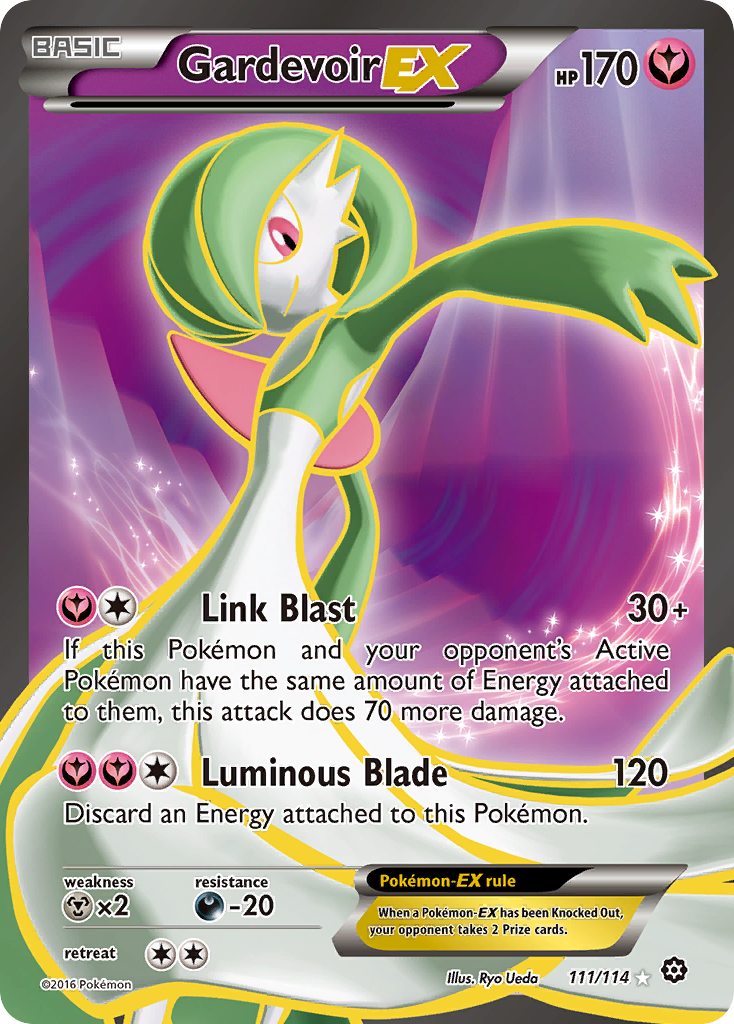 BASIC
Gardevoir EX
HP 170
Link Blast 30+
If this Pokémon and your opponent's Active
Pokémon have the same amount of Energy attached
to them, this attack does 70 more damage.
Luminous Blade 120
Discard an Energy attached to this Pokémon.
weakness resistance
×2 -20
Pokémon-EX rule
When a Pokémon-EX has been Knocked Out,
your opponent takes 2 Prize cards.
retreat
©2016 Pokémon
Illus. Ryo Ueda 111/114